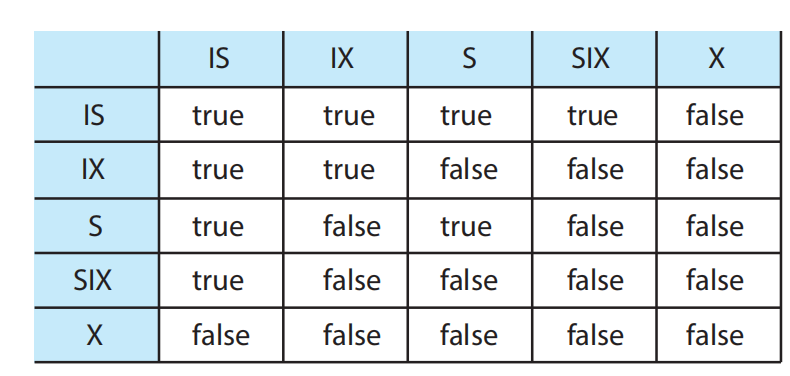 IS IX S SIX X
IS true true true true false
IX true true false false false
S true false true false false
SIX true false false false false
X false false false false false